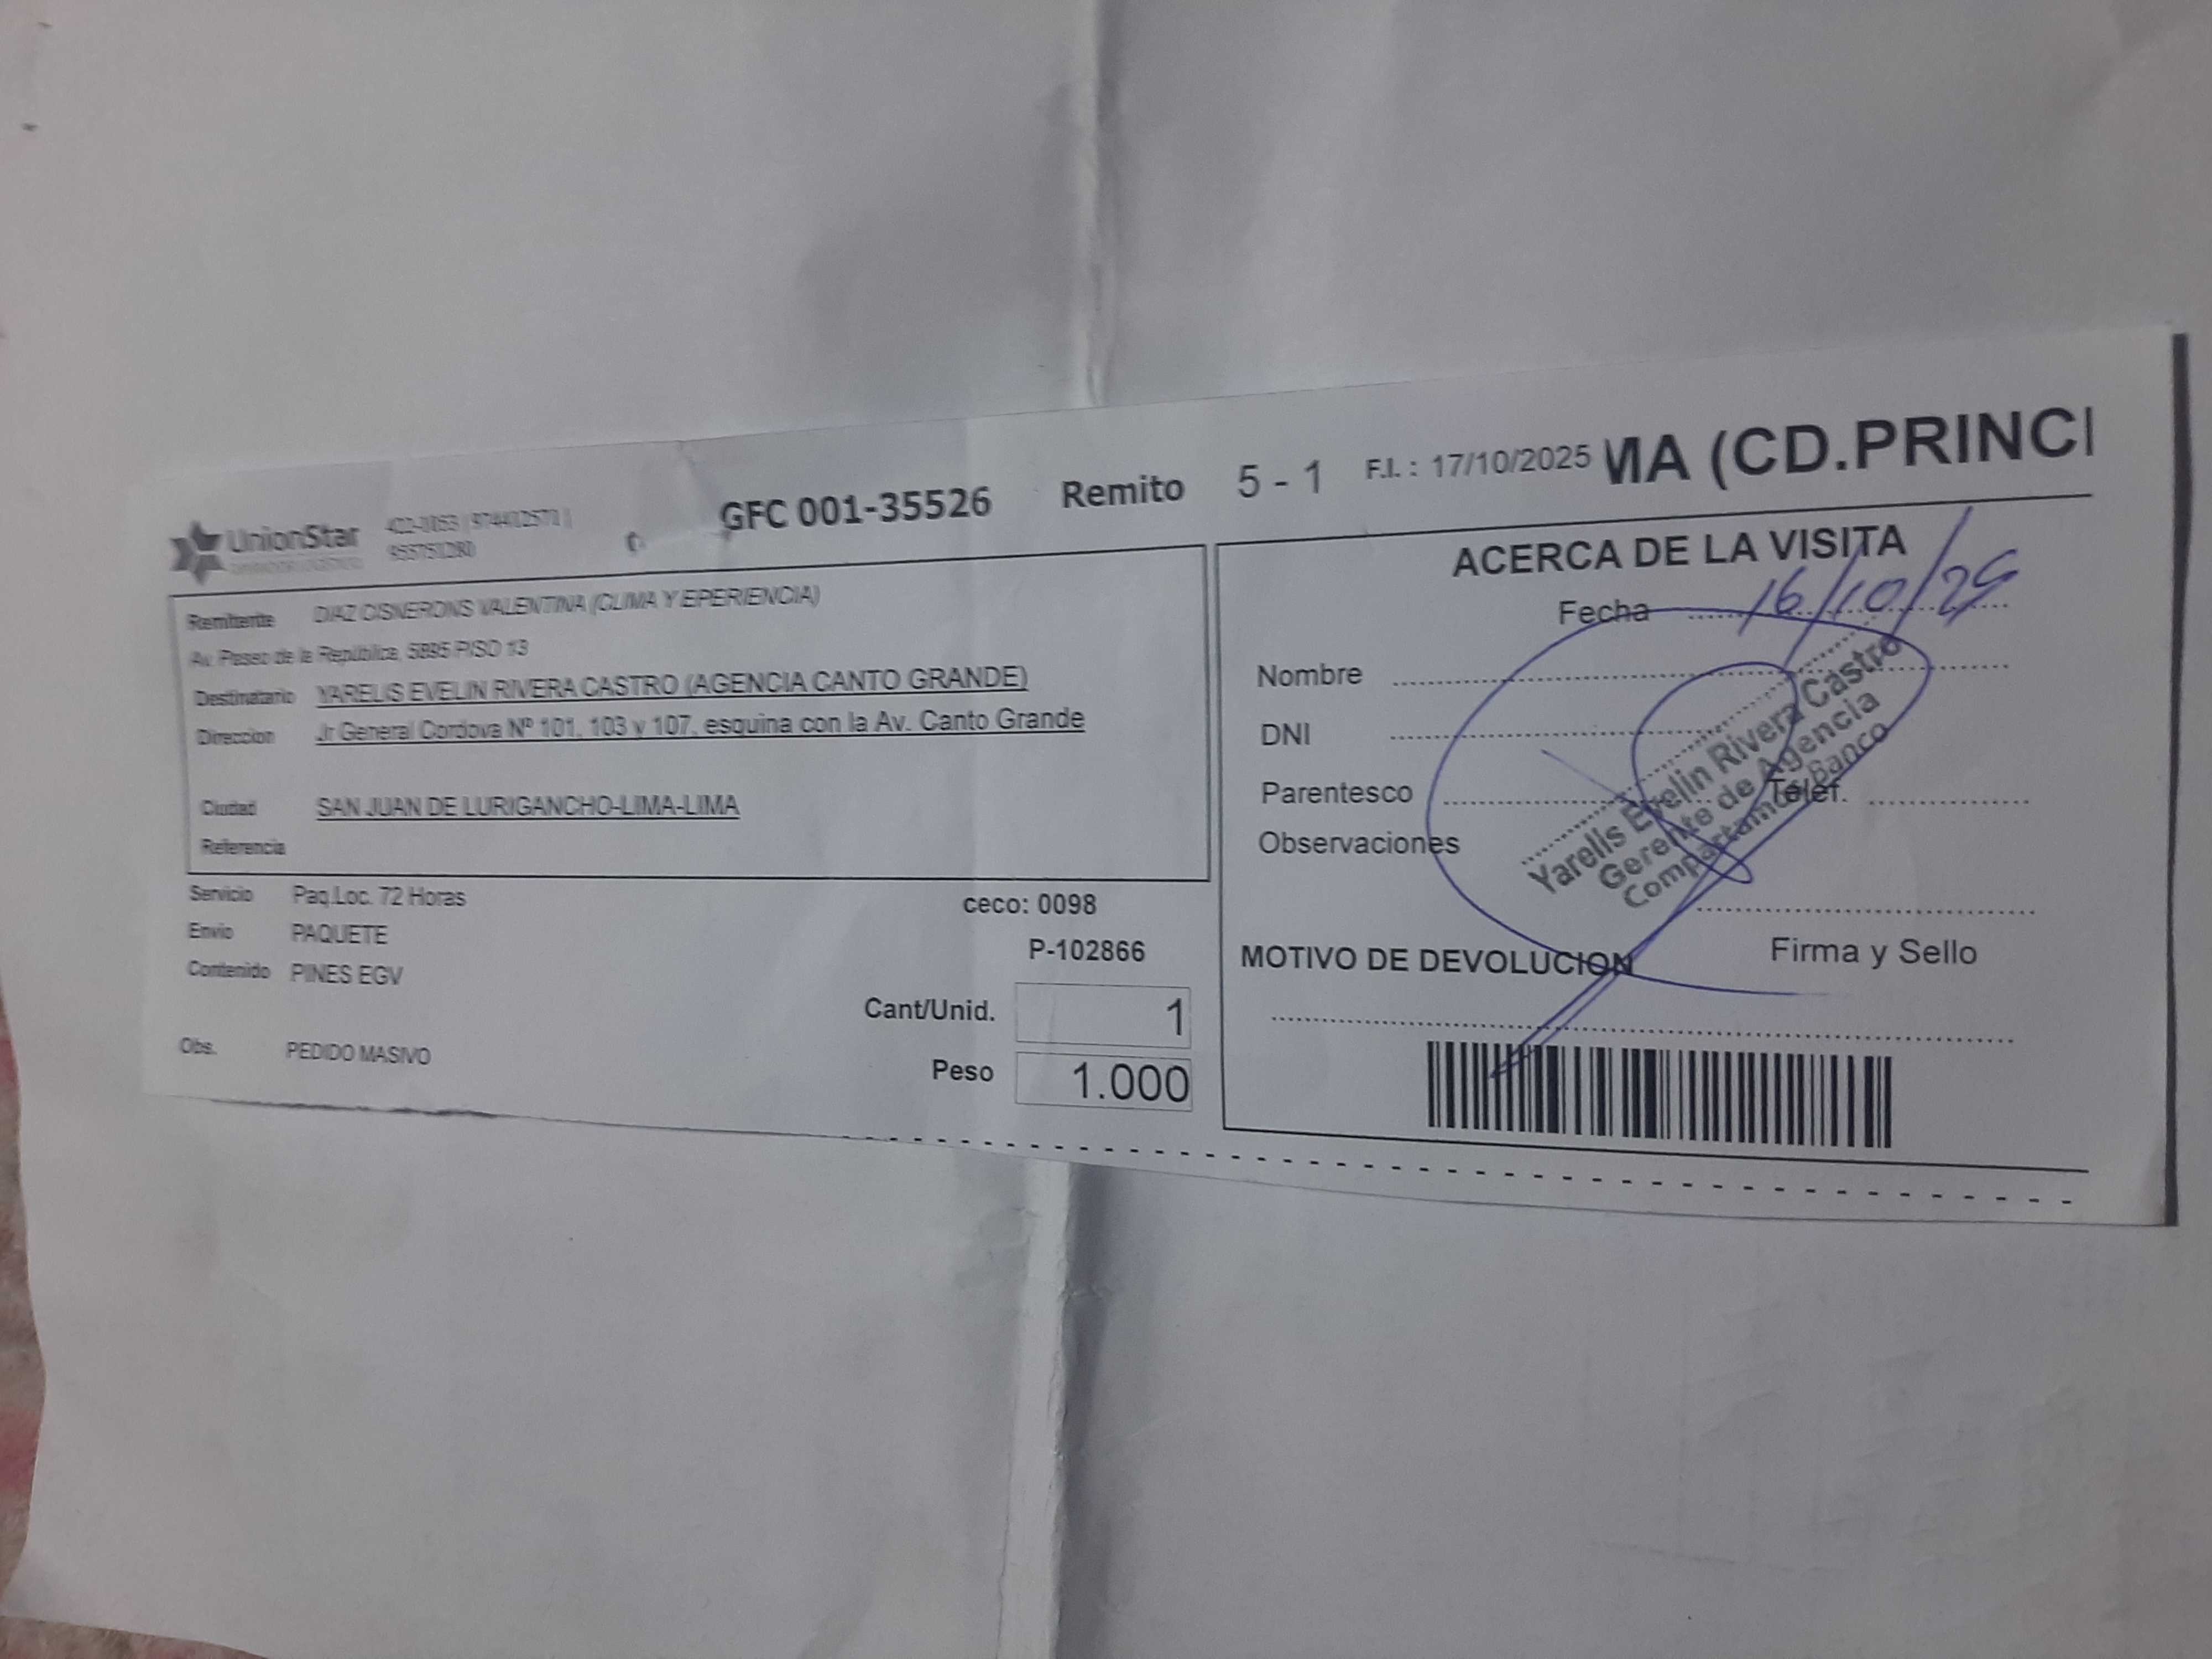 UnionStar
GFC 001-35526 Remito 5 - 1 F.I. : 17/10/2025 MA (CD.PRINCI
Remitente DIAZ CISNERONS VALENTINA (CLIMA Y EPERIENCIA)
Av. Paseo de la República, 5895 PISO 13
Destinatario YARELIS EVELIN RIVERA CASTRO (AGENCIA CANTO GRANDE)
Direccion Jr General Cordova Nº 101, 103 y 107, esquina con la Av. Canto Grande
Ciudad SAN JUAN DE LURIGANCHO-LIMA-LIMA
Referencia
Servicio Paq.Loc. 72 Horas
ceco: 0098
Envio PAQUETE
P-102866
Contenido PINES EGV
Cant/Unid. 1
Obs. PEDIDO MASIVO
Peso 1.000
ACERCA DE LA VISITA
Fecha 16/10/25
Nombre
DNI
Parentesco
Teléf.
Observaciones
Yarelis Evelin Rivera Castro
Gerente de Agencia
Compartamos Banco
Firma y Sello
MOTIVO DE DEVOLUCION